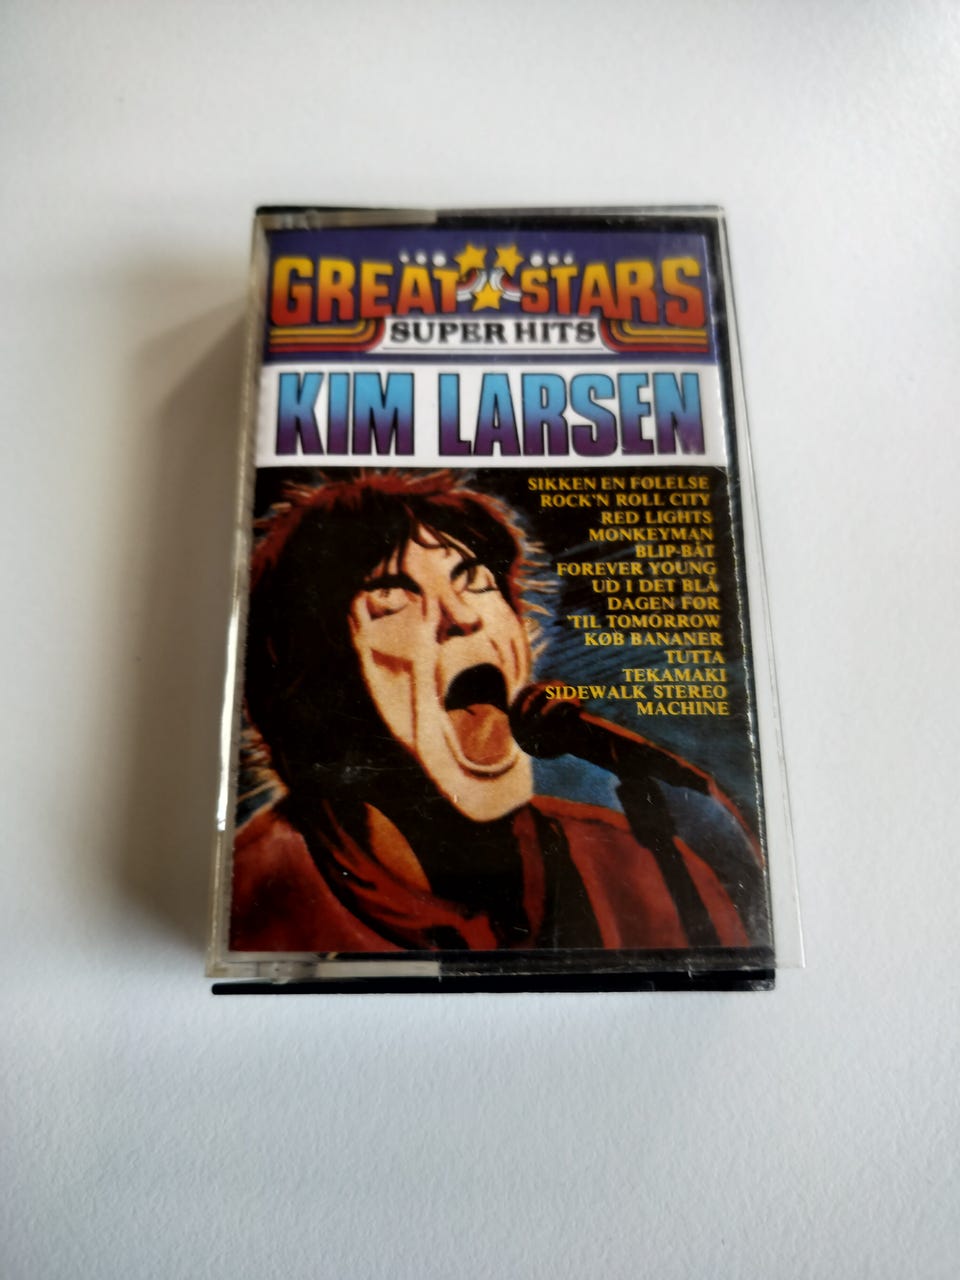 GREAT STARS
SUPER HITS
KIM LARSEN
SIKKEN EN FØLELSE
ROCK'N ROLL CITY
RED LIGHTS
MONKEYMAN
BLIP-BÅT
FOREVER YOUNG
UD I DET BLÅ
DAGEN FØR
'TIL TOMORROW
KØB BANANER
TUTTA
TEKAMAKI
SIDEWALK STEREO
MACHINE